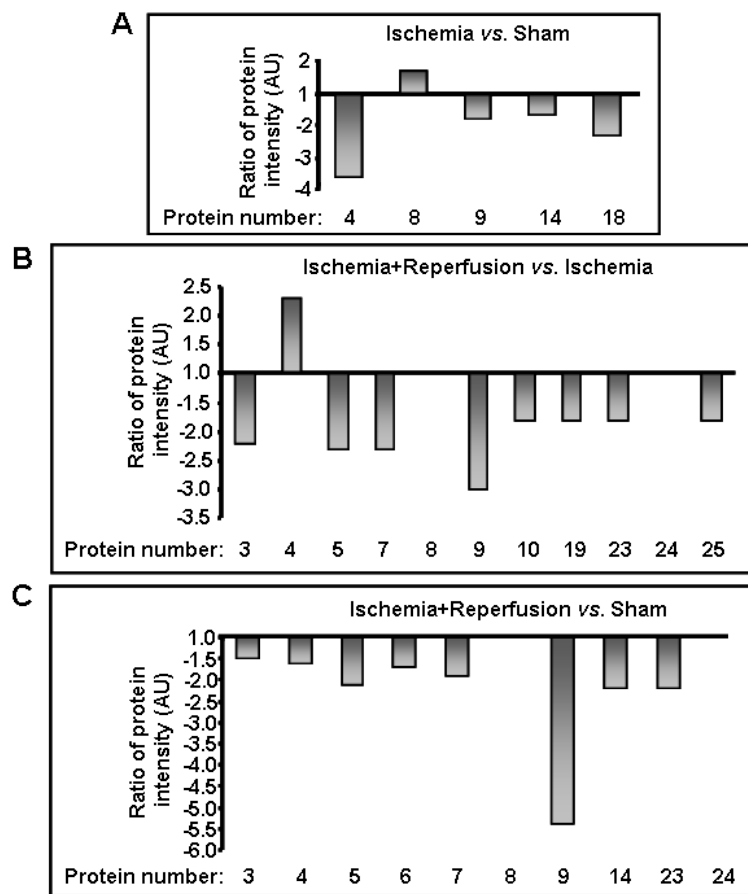 A
Ischemia vs. Sham
Ratio of protein
intensity (AU)
2
1
-2
-3
-4
Protein number: 4 8 9 14 18
B
Ischemia+Reperfusion vs. Ischemia
Ratio of protein
intensity (AU)
2.5
2.0
1.5
1.0
-1.5
-2.0
-2.5
-3.0
-3.5
Protein number: 3 4 5 7 8 9 10 19 23 24 25
C
Ischemia+Reperfusion vs. Sham
Ratio of protein
intensity (AU)
1.0
-1.5
-2.0
-2.5
-3.0
-3.5
-4.0
-4.5
-5.0
-5.5
-6.0
Protein number: 3 4 5 6 7 8 9 14 23 24